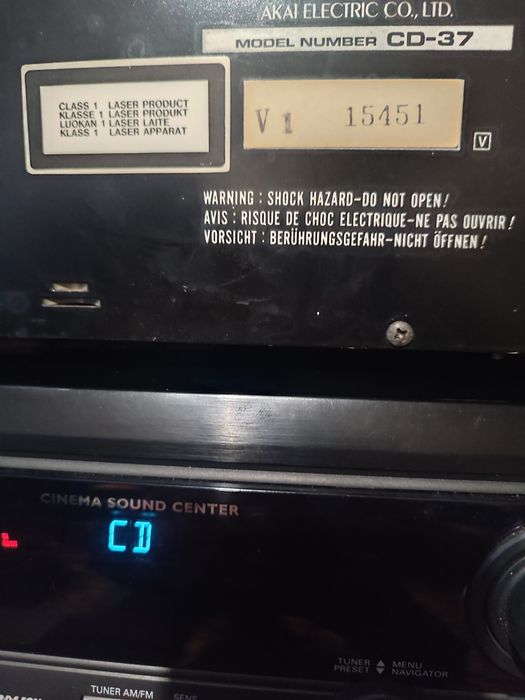 AKAI ELECTRIC CO., LTD.
MODEL NUMBER CD-37
CLASS 1 LASER PRODUCT
KLASSE 1 LASER PRODUKT
LUOKAN 1 LASER LAITE
KLASS 1 LASER APPARAT
V 1 15451
V
WARNING : SHOCK HAZARD-DO NOT OPEN!
AVIS : RISQUE DE CHOC ELECTRIQUE-NE PAS OUVRIR!
VORSICHT : BERÜHRUNGSGEFAHR-NICHT ÖFFNEN!
CINEMA SOUND CENTER
CD
TUNER MENU
PRESET NAVIGATOR
TUNER AM/FM
SENS